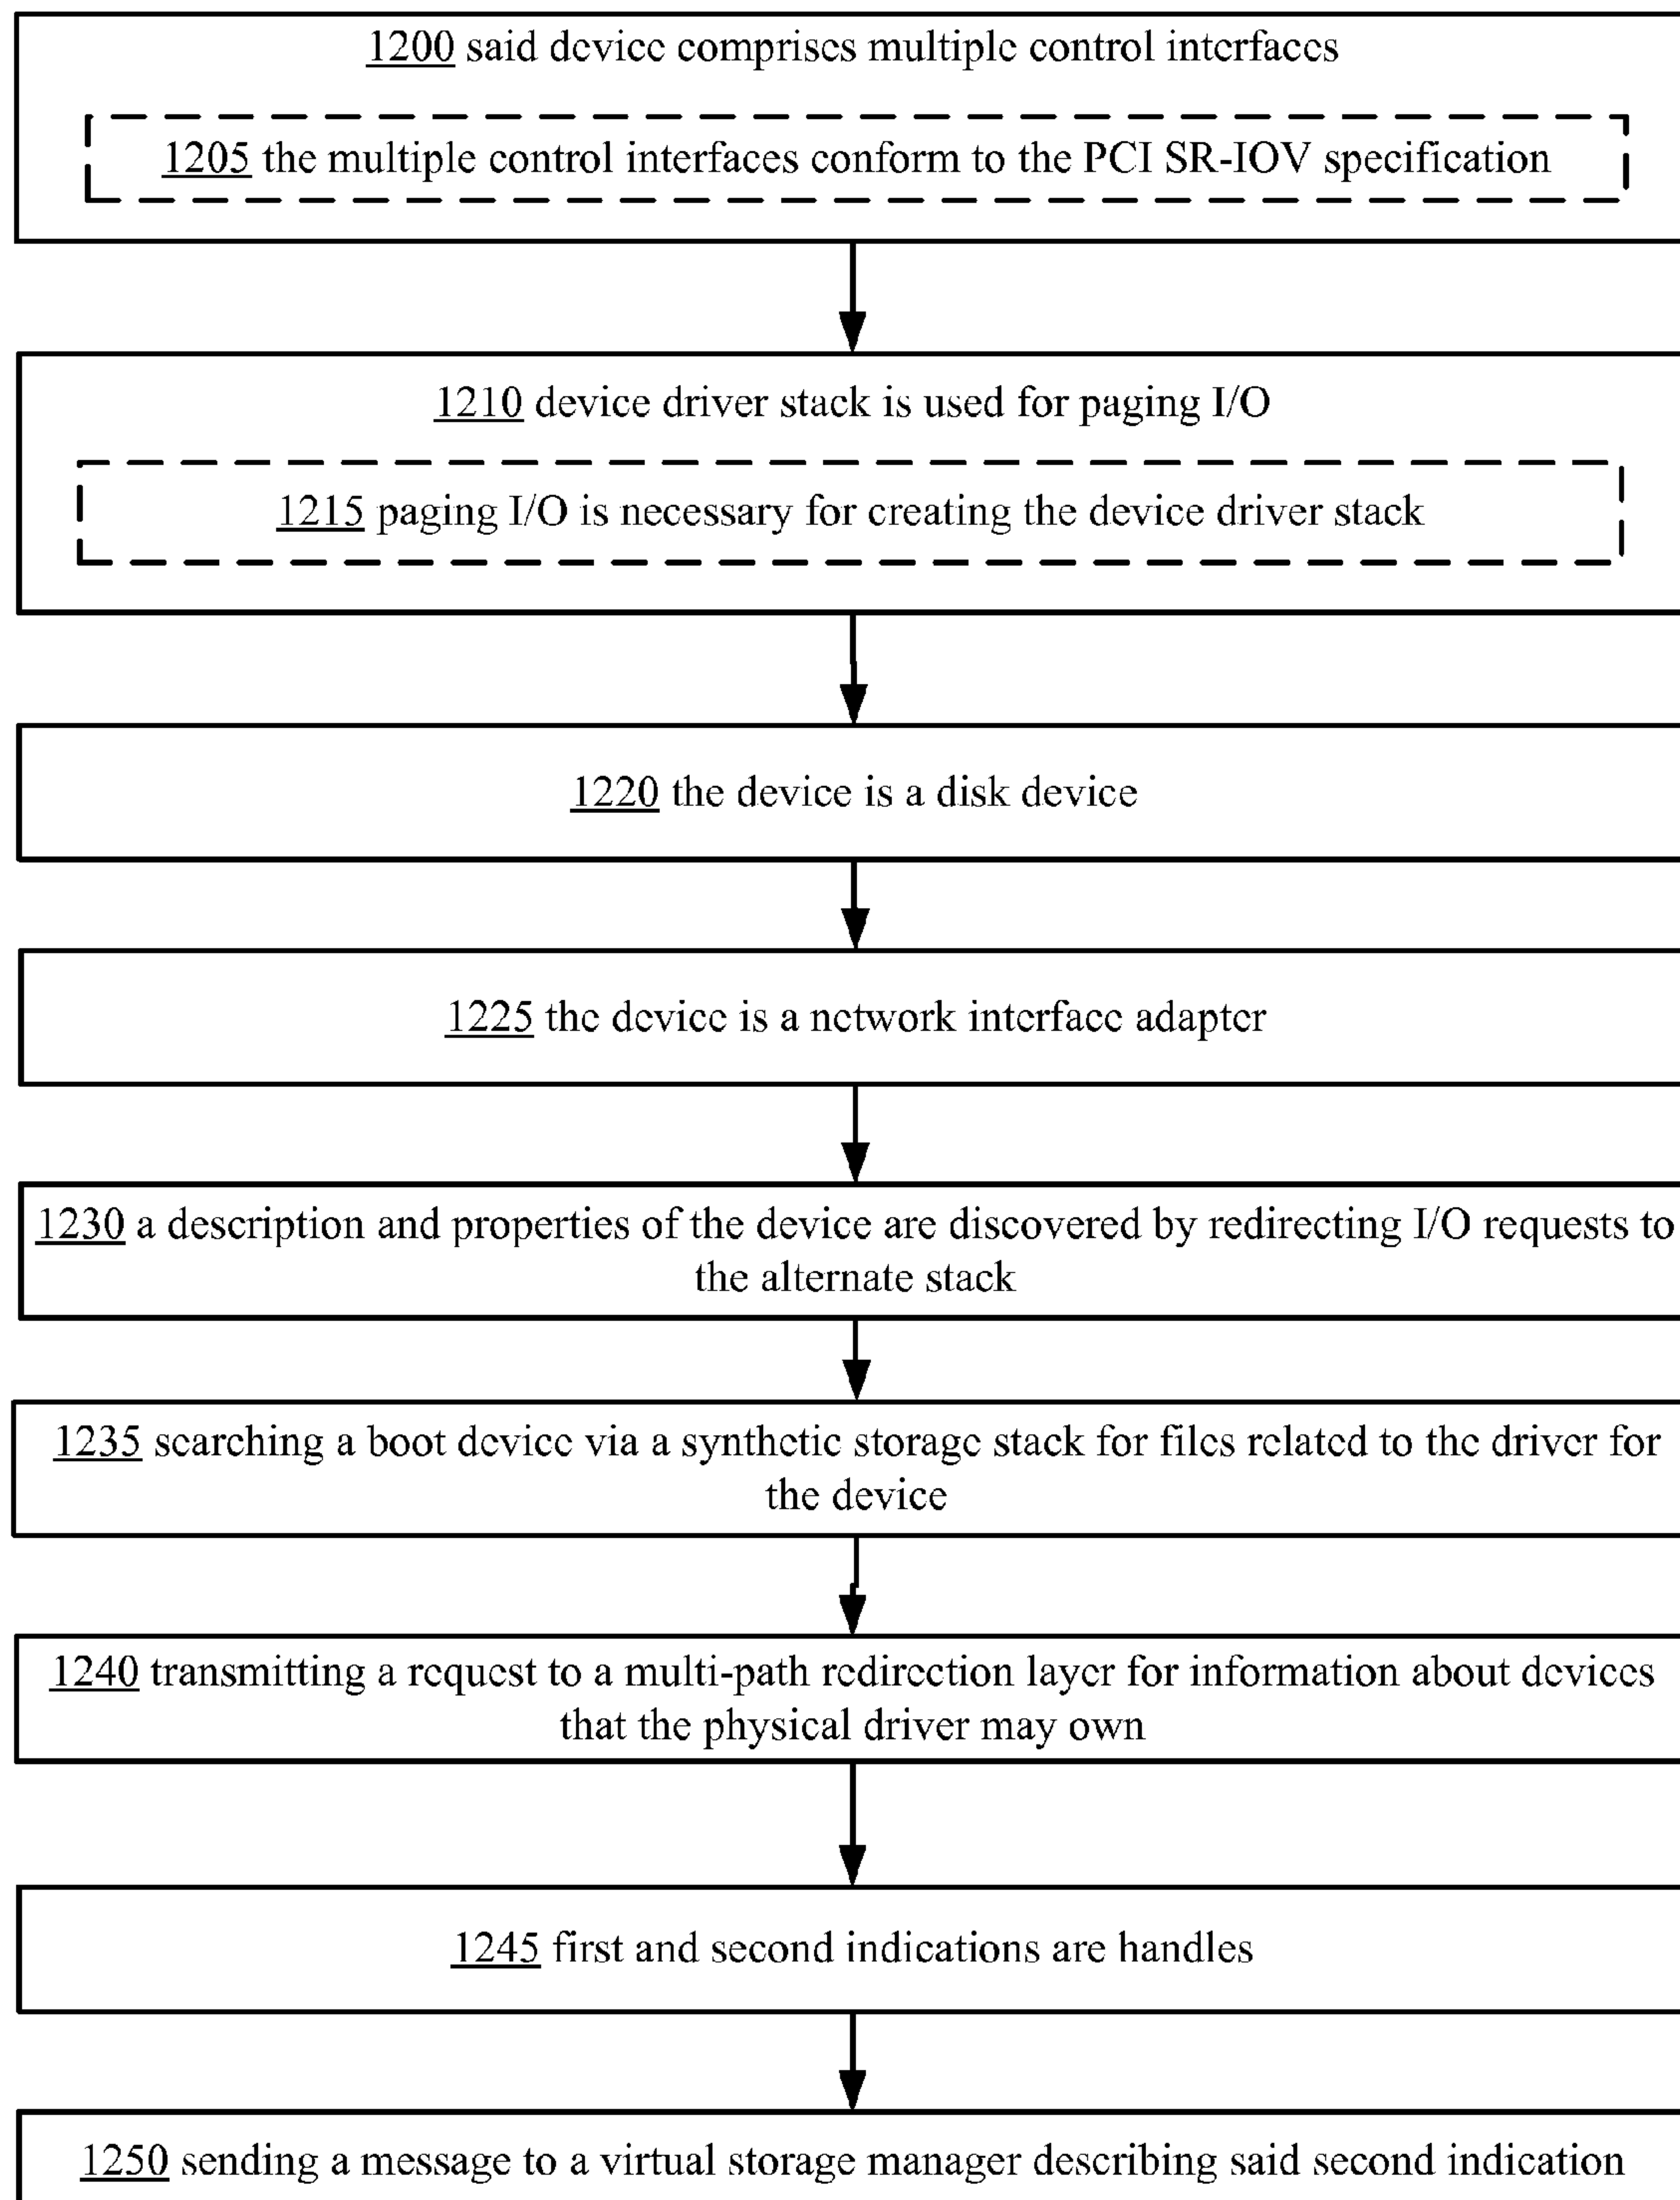 1200 said device comprises multiple control interfaces
1205 the multiple control interfaces conform to the PCI SR-IOV specification
1210 device driver stack is used for paging I/O
1215 paging I/O is necessary for creating the device driver stack
1220 the device is a disk device
1225 the device is a network interface adapter
1230 a description and properties of the device are discovered by redirecting I/O requests to
the alternate stack
1235 searching a boot device via a synthetic storage stack for files related to the driver for
the device
1240 transmitting a request to a multi-path redirection layer for information about devices
that the physical driver may own
1245 first and second indications are handles
1250 sending a message to a virtual storage manager describing said second indication